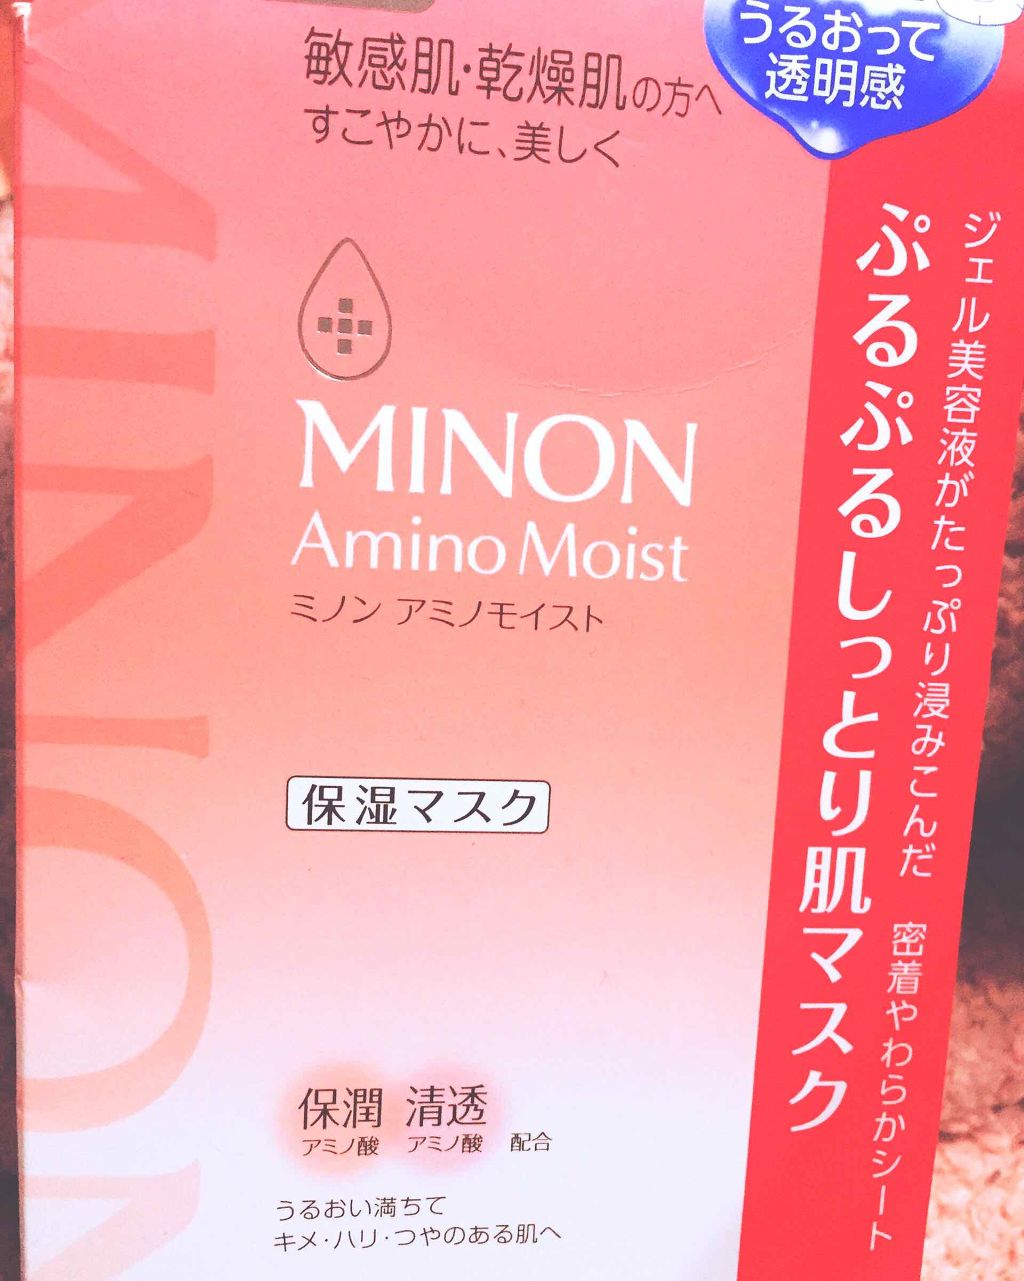 敏感肌・乾燥肌の方へ
すこやかに、美しく
うるおって
透明感
MINON
Amino Moist
ミノン アミノモイスト
保湿マスク
保潤 清透
アミノ酸 アミノ酸 配合
うるおい満ちて
キメ・ハリ・つやのある肌へ
ジェル美容液がたっぷり浸みこんだ 密着やわらかシート
ぷるぷるしっとり肌マスク
MINON